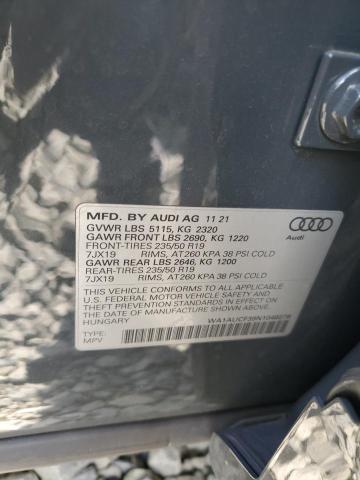 MFD. BY AUDI AG 11 21
GVWR LBS 5115, KG 2320
GAWR FRONT LBS 2690, KG 1220
FRONT-TIRES 235/50 R19
7JX19 RIMS, AT260 KPA 38 PSI COLD
GAWR REAR LBS 2646, KG 1200
REAR-TIRES 235/50 R19
7JX19 RIMS, AT260 KPA 38 PSI COLD
THIS VEHICLE CONFORMS TO ALL APPLICABLE
U.S. FEDERAL MOTOR VEHICLE SAFETY AND
THEFT PREVENTION STANDARDS IN EFFECT ON
THE DATE OF MANUFACTURE SHOWN ABOVE.
HUNGARY
TYPE:
MPV
Audi